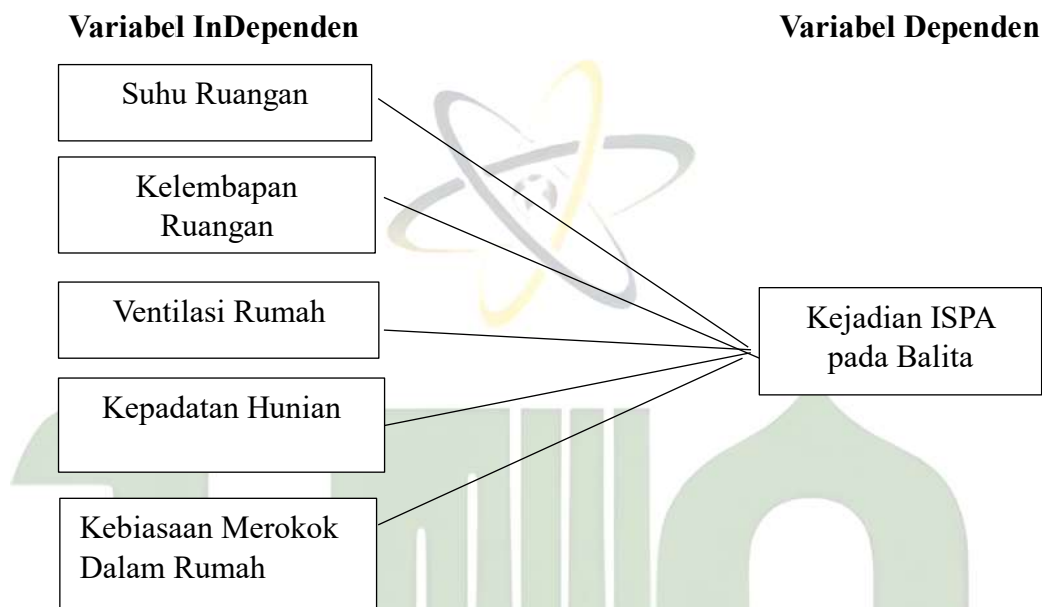 Variabel InDependen
Variabel Dependen
Suhu Ruangan
Kelembapan
Ruangan
Ventilasi Rumah
Kepadatan Hunian
Kebiasaan Merokok
Dalam Rumah
Kejadian ISPA
pada Balita